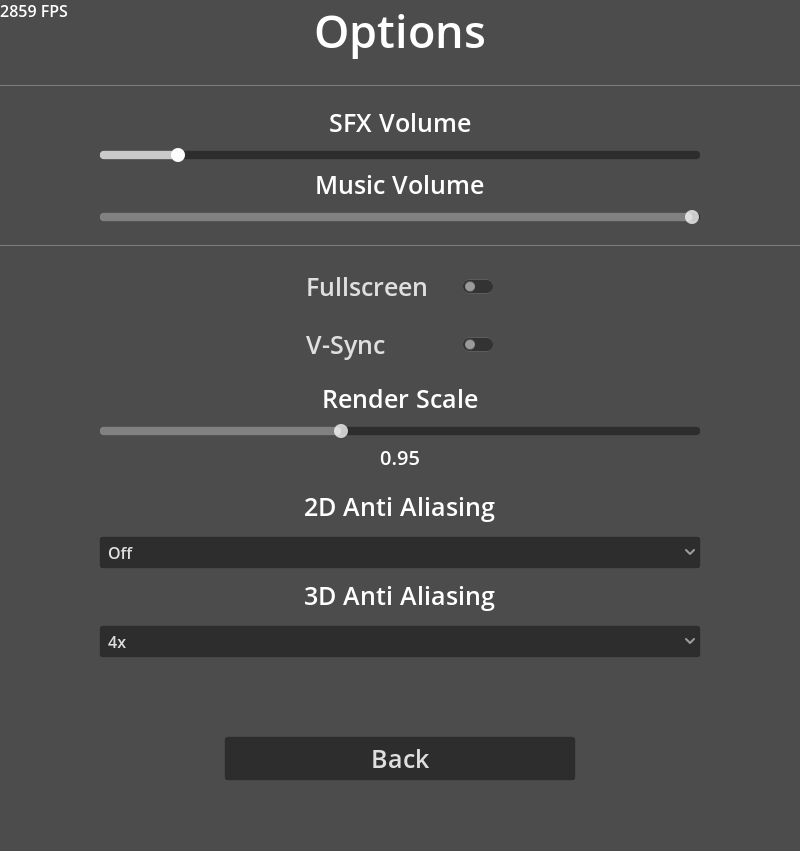 2859 FPS
Options
SFX Volume
Music Volume
Fullscreen
V-Sync
Render Scale
0.95
2D Anti Aliasing
Off
3D Anti Aliasing
4x
Back